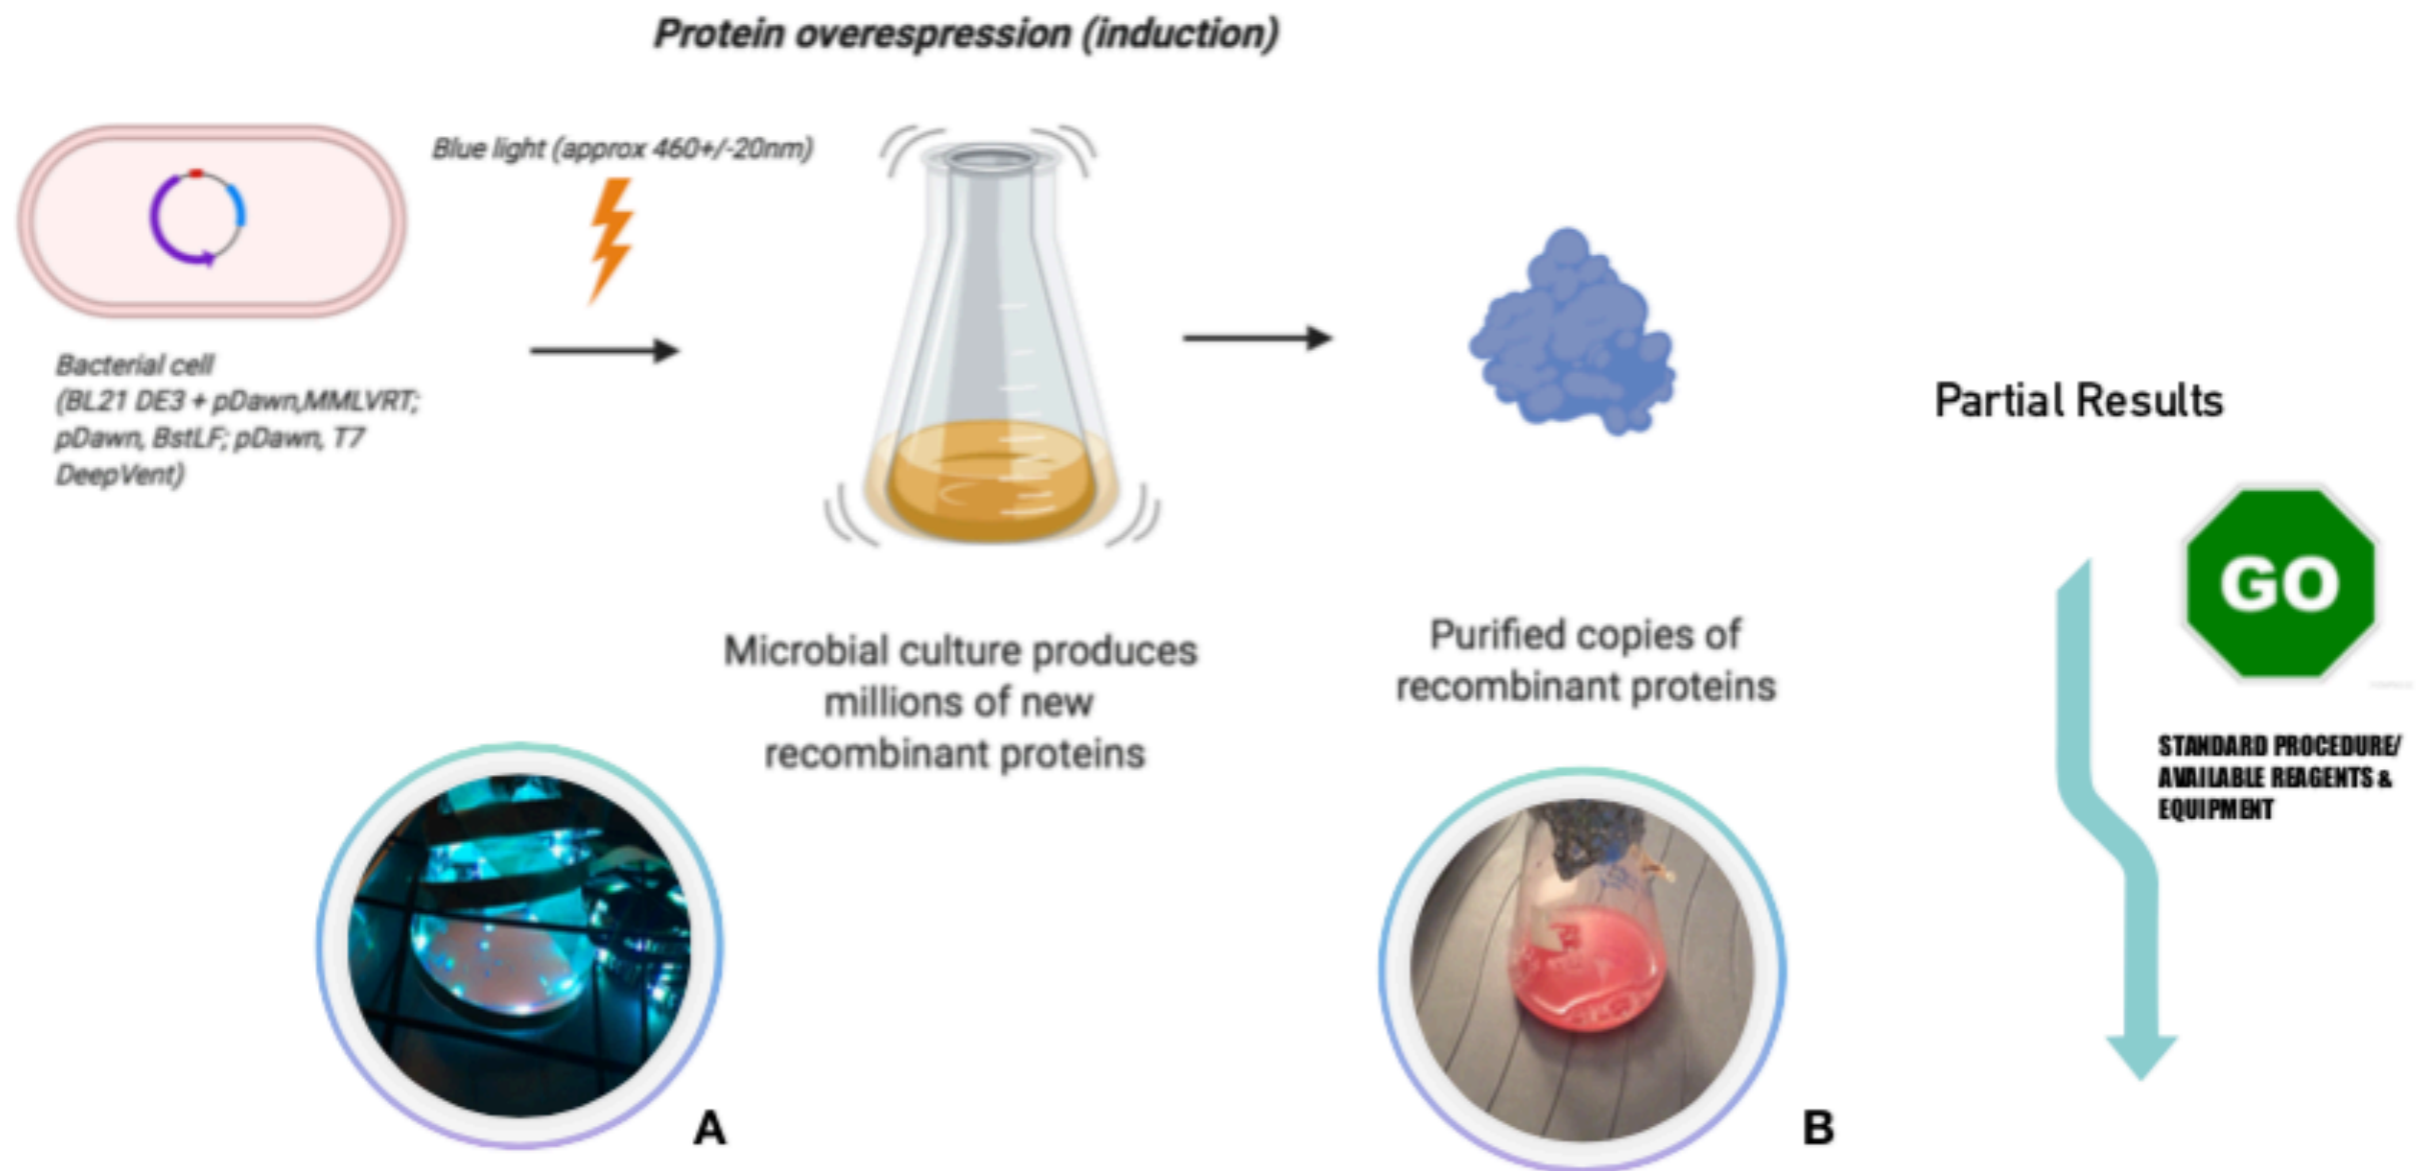 Protein overespression (induction)
Blue light (approx 460+/-20nm)
Bacterial cell
(BL21 DE3 + pDawn,MMLVRT;
pDawn, BstLF; pDawn, T7
DeepVent)
Microbial culture produces
millions of new
recombinant proteins
Purified copies of
recombinant proteins
Partial Results
GO
STANDARD PROCEDURE/
AVAILABLE REAGENTS &
EQUIPMENT
A
B